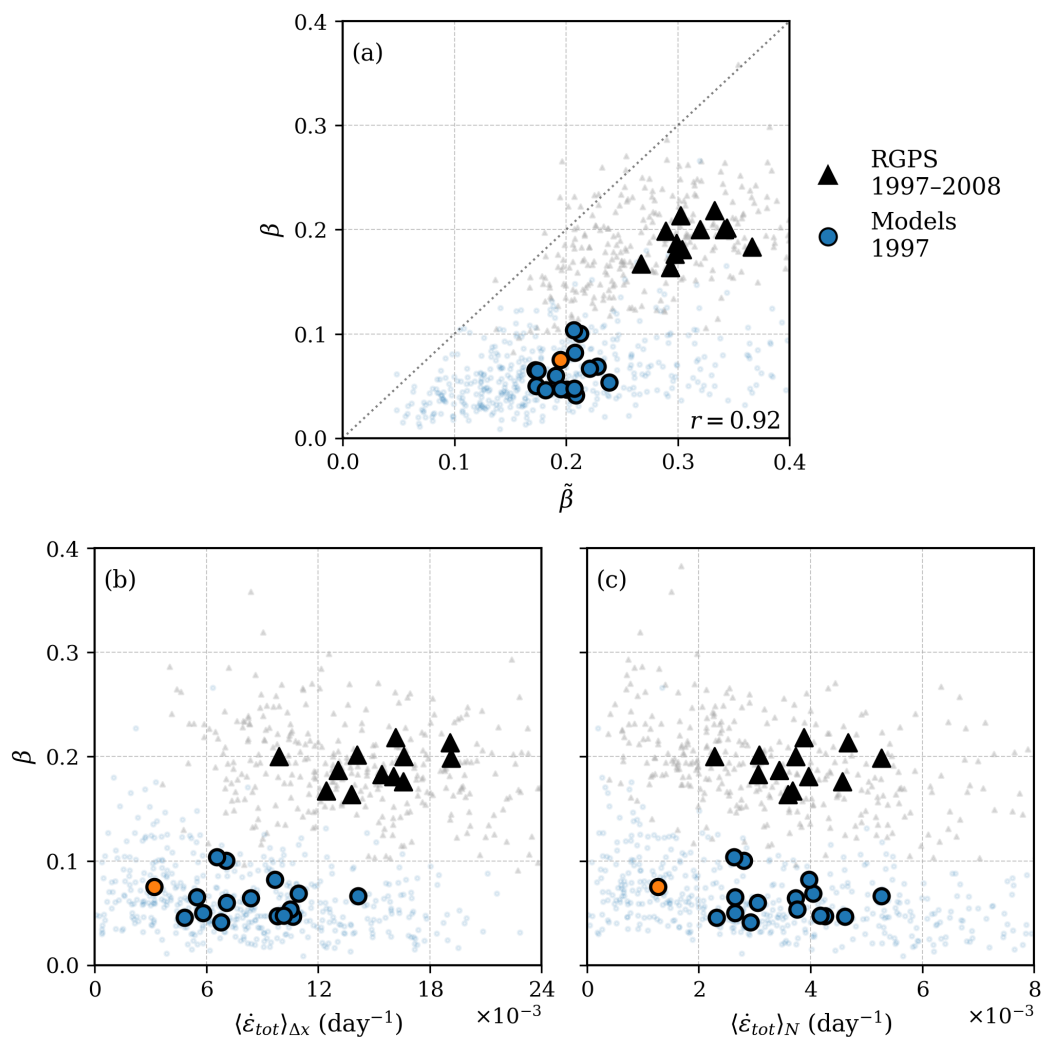 0.4
(a)
0.3
β
0.2
0.1
r = 0.92
0.0
0.0 0.1 0.2 0.3 0.4
β̃
RGPS
1997–2008
Models
1997
0.4
(b)
0.3
β
0.2
0.1
0.0
0 6 12 18 24
⟨ε̇tot⟩Δx (day⁻¹) ×10⁻³
(c)
0 2 4 6 8
⟨ε̇tot⟩N (day⁻¹) ×10⁻³